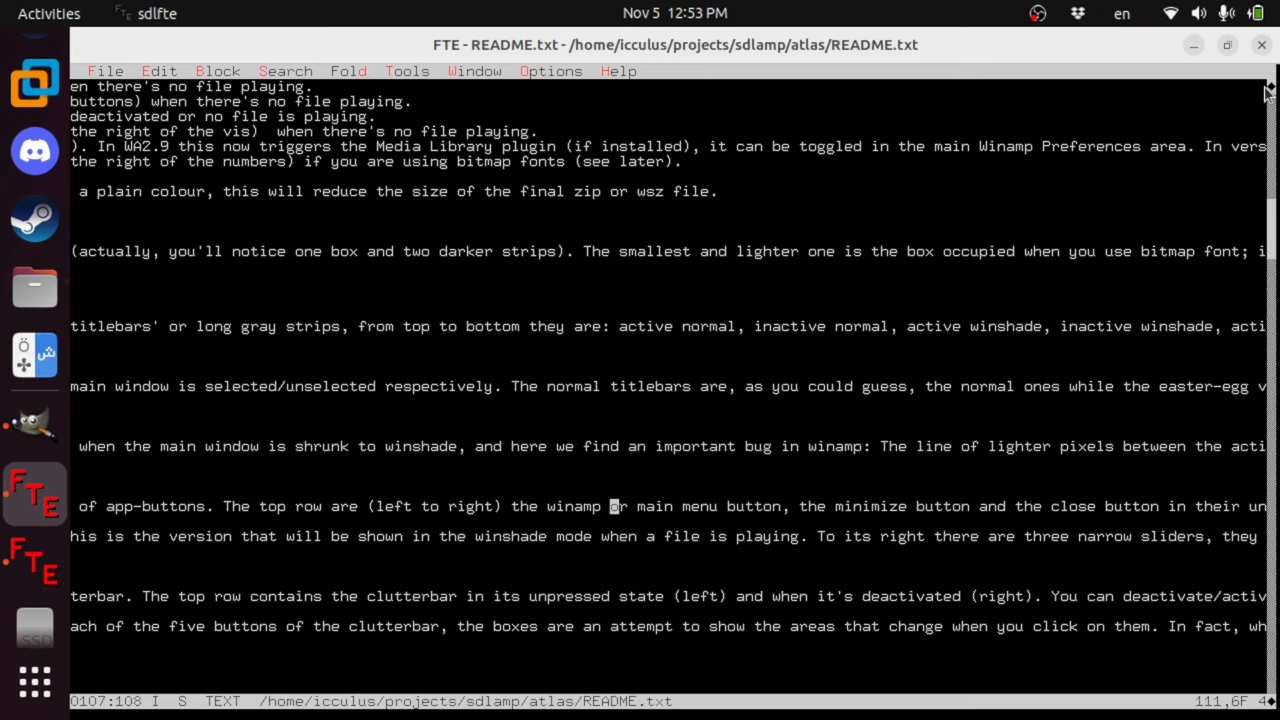 Activities
sdlfte
Nov 5 12:53 PM
en
FTE - README.txt - /home/icculus/projects/sdlamp/atlas/README.txt
File Edit Block Search Fold Tools Window Options Help
en there's no file playing.
buttons) when there's no file playing.
deactivated or no file is playing.
the right of the vis)  when there's no file playing.
). In WA2.9 this now triggers the Media Library plugin (if installed), it can be toggled in the main Winamp Preferences area. In vers
the right of the numbers) if you are using bitmap fonts (see later).
a plain colour, this will reduce the size of the final zip or wsz file.
(actually, you'll notice one box and two darker strips). The smallest and lighter one is the box occupied when you use bitmap font; i
titlebars' or long gray strips, from top to bottom they are: active normal, inactive normal, active winshade, inactive winshade, acti
main window is selected/unselected respectively. The normal titlebars are, as you could guess, the normal ones while the easter-egg v
when the main window is shrunk to winshade, and here we find an important bug in winamp: The line of lighter pixels between the acti
of app-buttons. The top row are (left to right) the winamp or main menu button, the minimize button and the close button in their un
his is the version that will be shown in the winshade mode when a file is playing. To its right there are three narrow sliders, they
terbar. The top row contains the clutterbar in its unpressed state (left) and when it's deactivated (right). You can deactivate/activ
ach of the five buttons of the clutterbar, the boxes are an attempt to show the areas that change when you click on them. In fact, wh
FTE
FTE
SSD
0107:108 I  S  TEXT  /home/icculus/projects/sdlamp/atlas/README.txt 111,6F 4